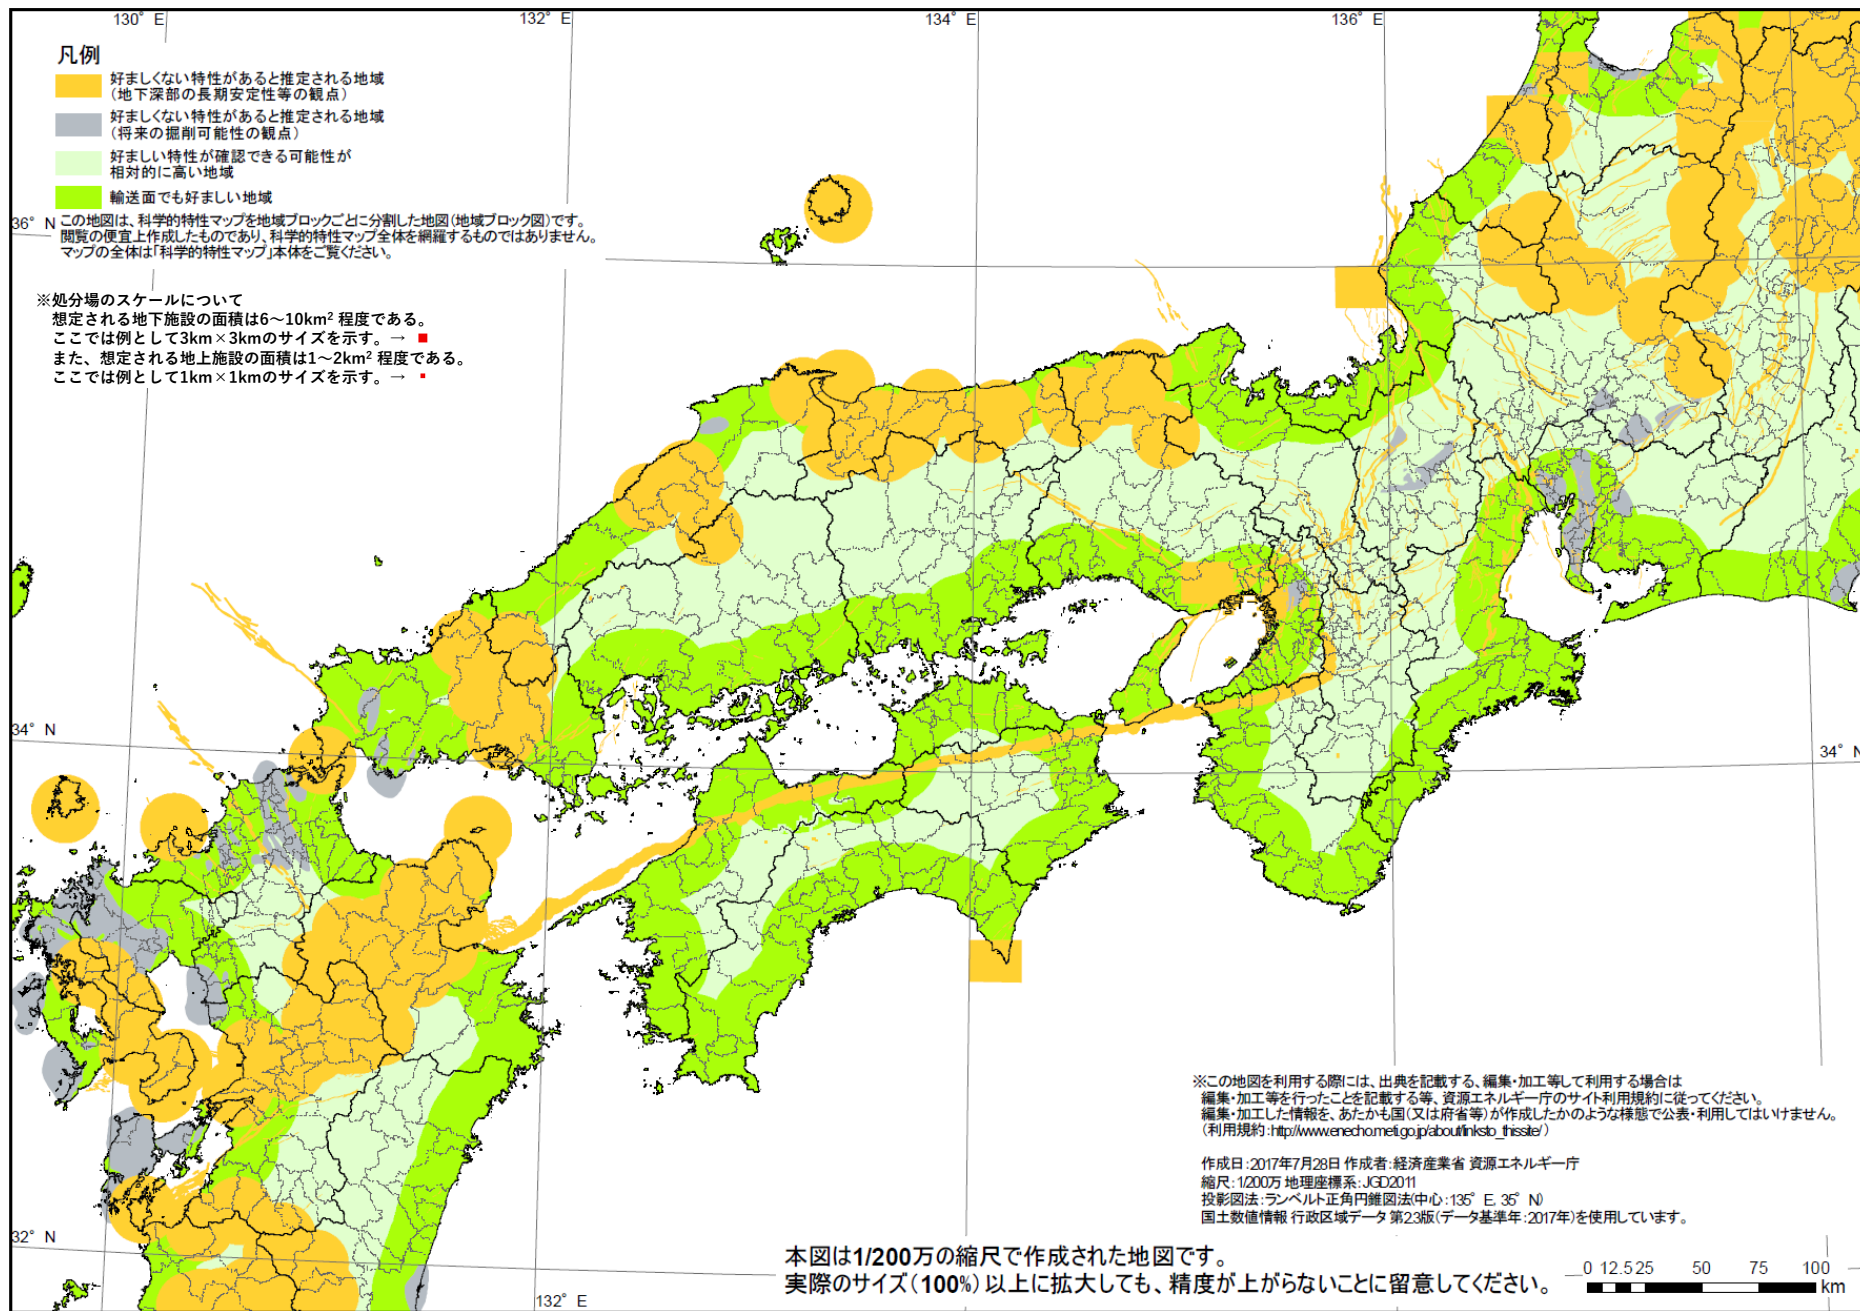 130° E
132° E
134° E
136° E
凡例
好ましくない特性があると推定される地域
(地下深部の長期安定性等の観点)
好ましくない特性があると推定される地域
(将来の掘削可能性の観点)
好ましい特性が確認できる可能性が
相対的に高い地域
輸送面でも好ましい地域
36° N
この地図は、科学的特性マップを地域ブロックごとに分割した地図(地域ブロック図)です。
閲覧の便宜上作成したものであり、科学的特性マップ全体を網羅するものではありません。
マップの全体は「科学的特性マップ」本体をご覧ください。
※処分場のスケールについて
想定される地下施設の面積は6～10km² 程度である。
ここでは例として3km×3kmのサイズを示す。→
また、想定される地上施設の面積は1～2km² 程度である。
ここでは例として1km×1kmのサイズを示す。→
34° N
34° N
※この地図を利用する際には、出典を記載する、編集・加工等して利用する場合は
編集・加工等を行ったことを記載する等、資源エネルギー庁のサイト利用規約に従ってください。
編集・加工した情報を、あたかも国(又は府省等)が作成したかのような様態で公表・利用してはいけません。
(利用規約:http://www.enecho.meti.go.jp/about/linksto_thissite/)
作成日:2017年7月28日 作成者:経済産業省 資源エネルギー庁
縮尺:1/200万 地理座標系:JGD2011
投影図法:ランベルト正角円錐図法(中心:135° E, 35° N)
国土数値情報 行政区域データ 第2.3版(データ基準年:2017年)を使用しています。
32° N
132° E
本図は1/200万の縮尺で作成された地図です。
実際のサイズ(100%)以上に拡大しても、精度が上がらないことに留意してください。
0 12.5 25 50 75 100
km